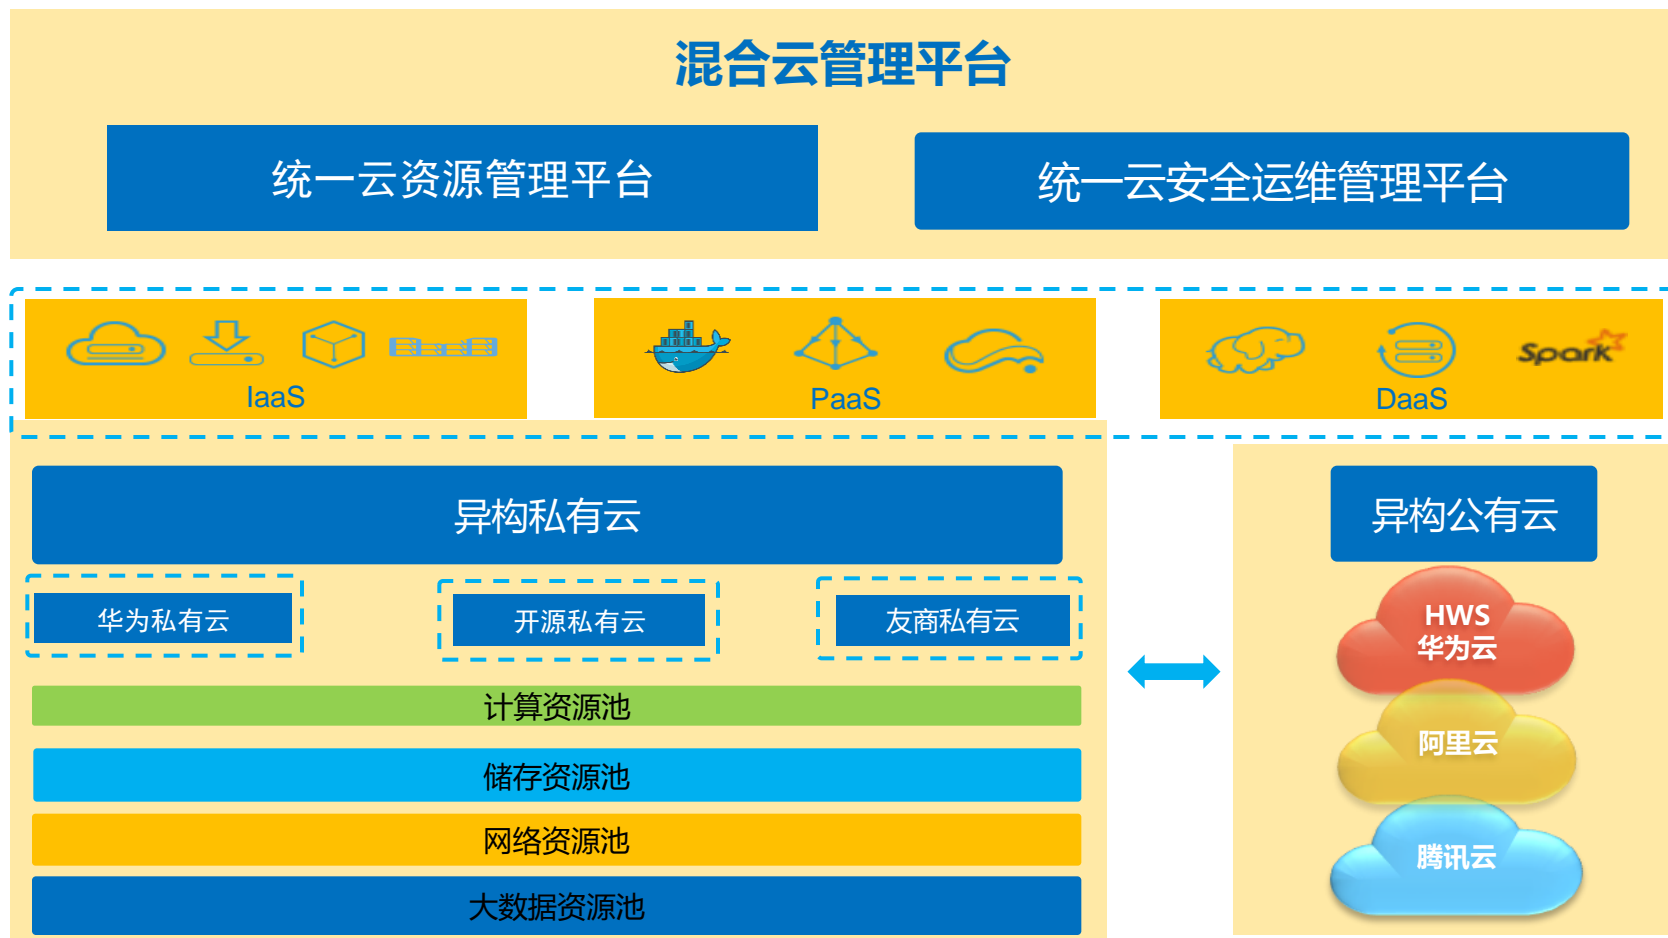 混合云管理平台
统一云资源管理平台
统一云安全运维管理平台
IaaS
PaaS
Spark
DaaS
异构私有云
异构公有云
华为私有云
开源私有云
友商私有云
HWS
华为云
计算资源池
阿里云
储存资源池
网络资源池
腾讯云
大数据资源池